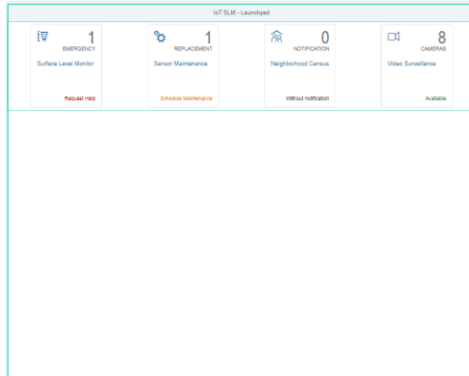 IoT SLM - Launchpad
1
EMERGENCY
Surface Level Monitor
Request Help
1
REPLACEMENT
Sensor Maintenance
Schedule Maintenance
0
NOTIFICATION
Neighborhood Census
Without notification
8
CAMERAS
Video Surveillance
Available